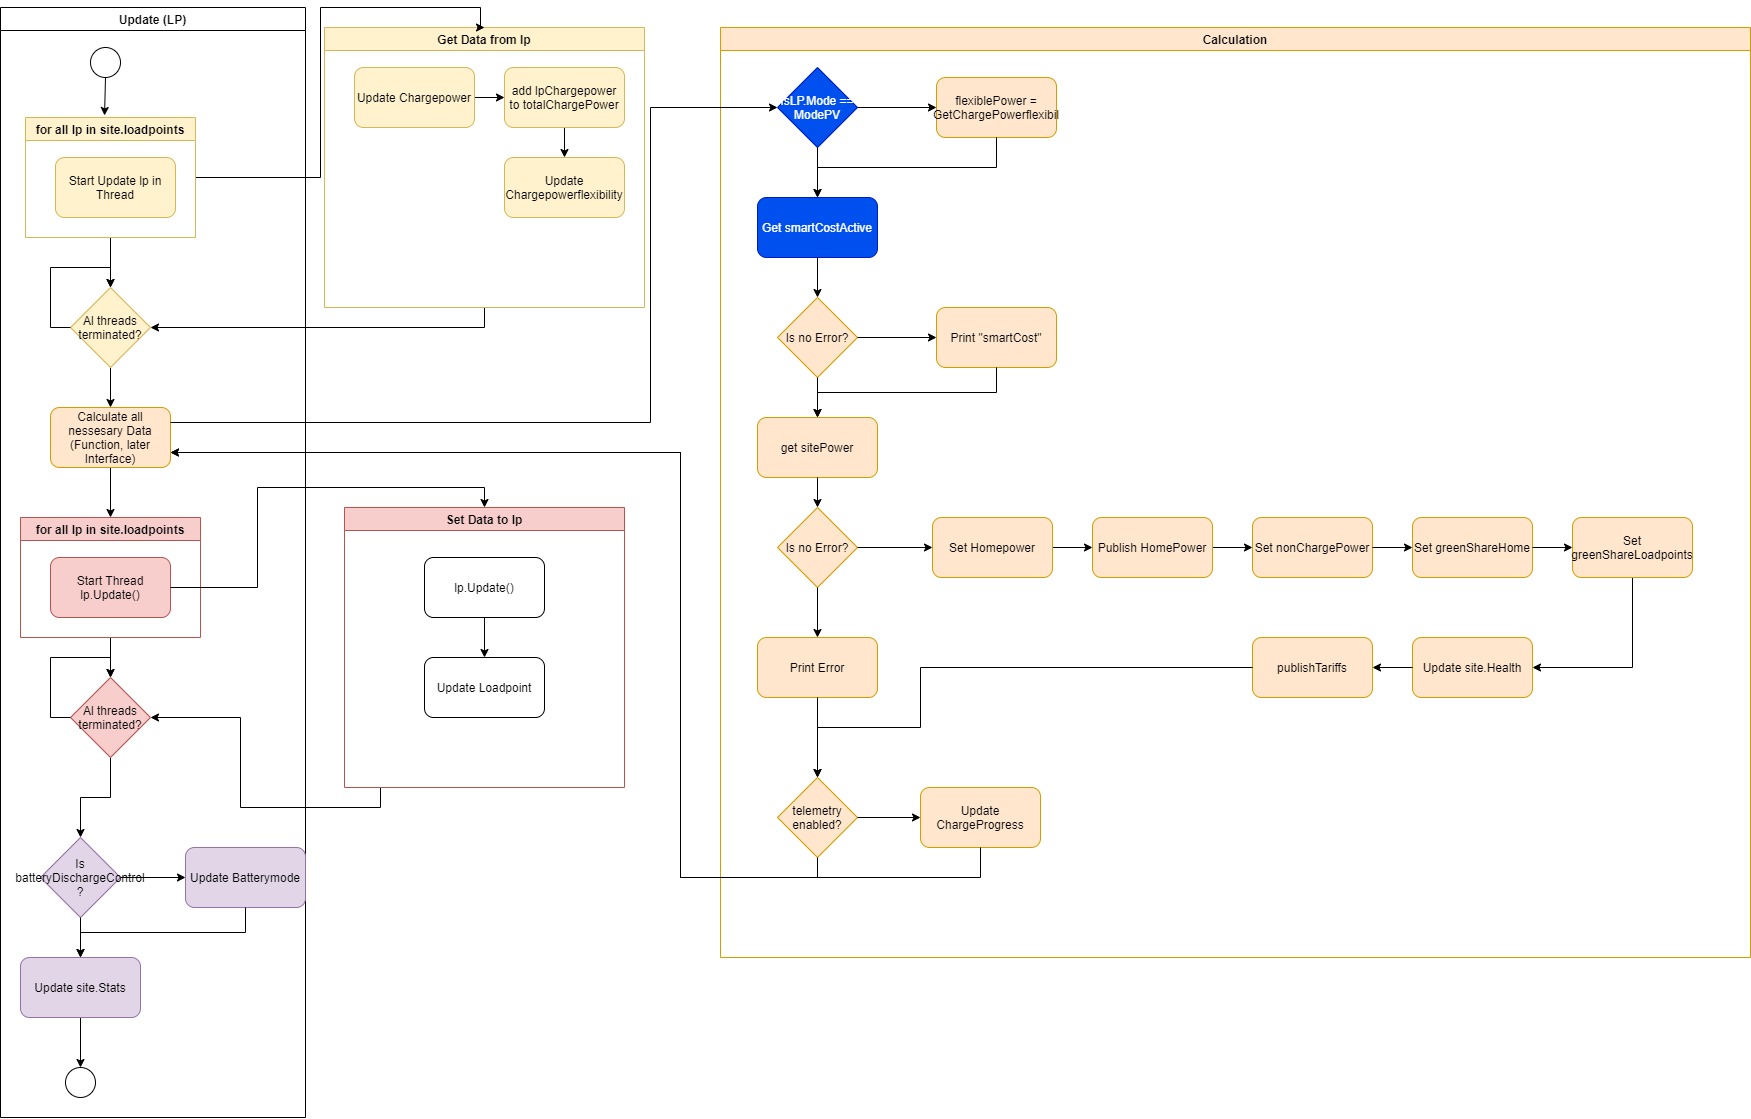 Update (LP)
for all lp in site.loadpoints
Start Update lp in
Thread
Al threads
terminated?
Calculate all
nessesary Data
(Function, later
Interface)
for all lp in site.loadpoints
Start Thread
lp.Update()
Al threads
terminated?
Is
batteryDischargeControl
?
Update Batterymode
Update site.Stats
Get Data from lp
Update Chargepower
add lpChargepower
to totalChargePower
Update
Chargepowerflexibility
Set Data to lp
lp.Update()
Update Loadpoint
Calculation
isLP.Mode ==
ModePV
flexiblePower =
GetChargePowerflexibil
Get smartCostActive
Is no Error?
Print "smartCost"
get sitePower
Is no Error?
Set Homepower
Publish HomePower
Set nonChargePower
Set greenShareHome
Set
greenShareLoadpoints
Print Error
publishTariffs
Update site.Health
telemetry
enabled?
Update
ChargeProgress